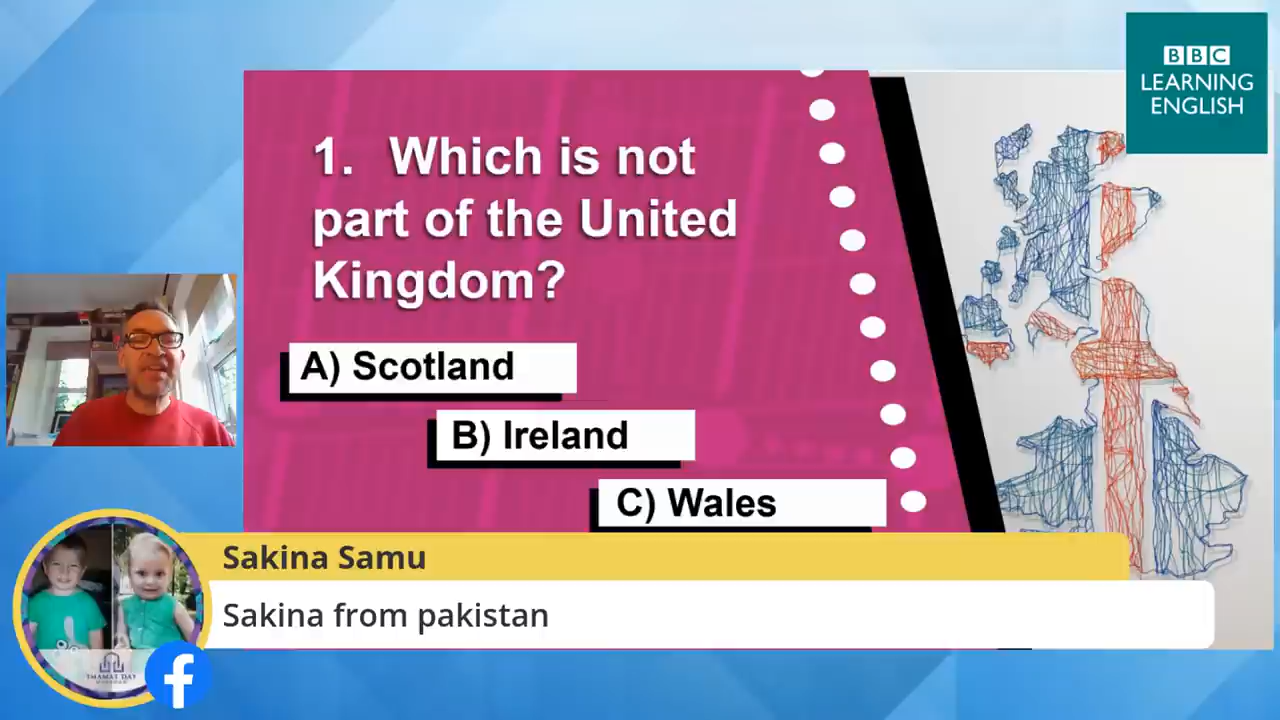 BBC
LEARNING
ENGLISH
1. Which is not
part of the United
Kingdom?
A) Scotland
B) Ireland
C) Wales
Sakina Samu
Sakina from pakistan